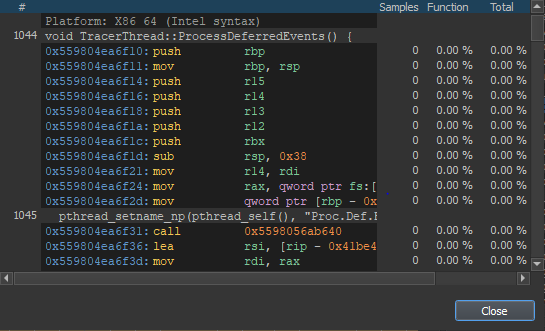 # Samples Function Total
Platform: X86 64 (Intel syntax)
1044 void TracerThread::ProcessDeferredEvents() {
0x559804ea6f10: push rbp 0 0.00 % 0.00 %
0x559804ea6f11: mov rbp, rsp 0 0.00 % 0.00 %
0x559804ea6f14: push r15 0 0.00 % 0.00 %
0x559804ea6f16: push r14 0 0.00 % 0.00 %
0x559804ea6f18: push r13 0 0.00 % 0.00 %
0x559804ea6f1a: push r12 0 0.00 % 0.00 %
0x559804ea6f1c: push rbx 0 0.00 % 0.00 %
0x559804ea6f1d: sub rsp, 0x38 0 0.00 % 0.00 %
0x559804ea6f21: mov r14, rdi 0 0.00 % 0.00 %
0x559804ea6f24: mov rax, qword ptr fs:[ 0 0.00 % 0.00 %
0x559804ea6f2d: mov qword ptr [rbp - 0x 0 0.00 % 0.00 %
1045 pthread_setname_np(pthread_self(), "Proc.Def.E 0 0.00 % 0.00 %
0x559804ea6f31: call 0x5598056ab640 0 0.00 % 0.00 %
0x559804ea6f36: lea rsi, [rip - 0x41be4 0 0.00 % 0.00 %
0x559804ea6f3d: mov rdi, rax 0 0.00 % 0.00 %
Close